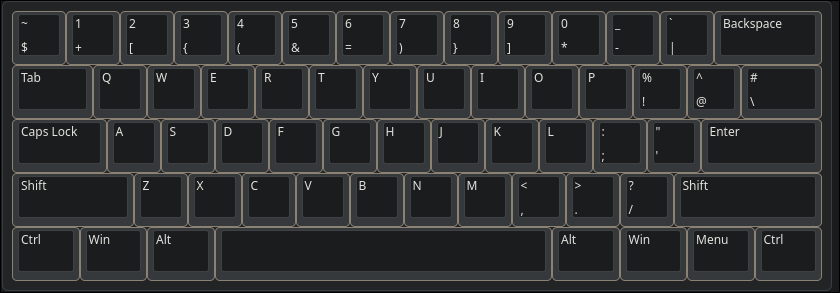 ~ 1 2 3 4 5 6 7 8 9 0 _ ` Backspace
$ + [ { ( & = ) } ] * - |
Tab Q W E R T Y U I O P % ^ #
! @ \
Caps Lock A S D F G H J K L : " Enter
; '
Shift Z X C V B N M < > ? Shift
, . /
Ctrl Win Alt Alt Win Menu Ctrl